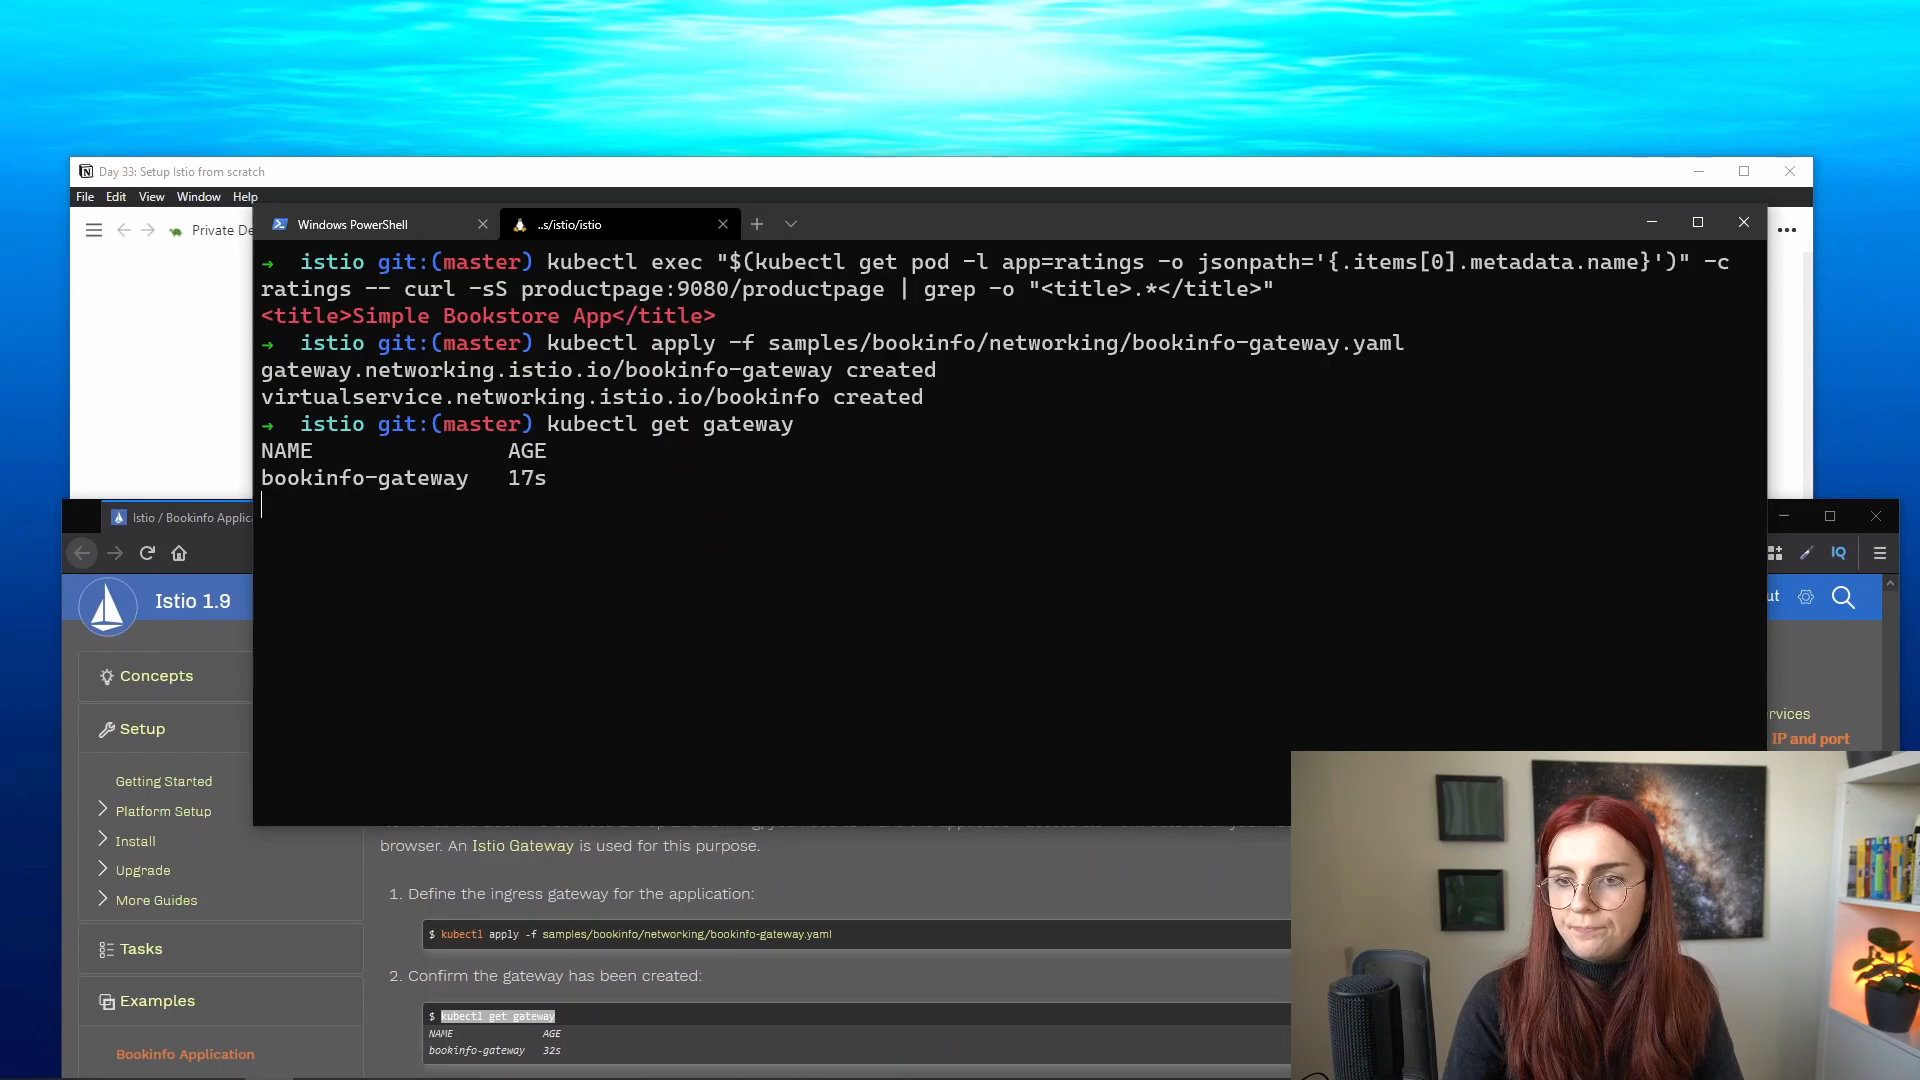 Day 33: Setup Istio from scratch
File Edit View Window Help
Private De
Windows PowerShell
..s/istio/istio
→ istio git:(master) kubectl exec "$(kubectl get pod -l app=ratings -o jsonpath='{.items[0].metadata.name}')" -c
ratings -- curl -sS productpage:9080/productpage | grep -o "<title>.*</title>"
<title>Simple Bookstore App</title>
→ istio git:(master) kubectl apply -f samples/bookinfo/networking/bookinfo-gateway.yaml
gateway.networking.istio.io/bookinfo-gateway created
virtualservice.networking.istio.io/bookinfo created
→ istio git:(master) kubectl get gateway
NAME AGE
bookinfo-gateway 17s
Istio / Bookinfo Applic
IQ
Istio 1.9
ut
Concepts
Setup
Getting Started
Platform Setup
Install
Upgrade
More Guides
Tasks
Examples
Bookinfo Application
rvices
IP and port
browser. An Istio Gateway is used for this purpose.
1. Define the ingress gateway for the application:
$ kubectl apply -f samples/bookinfo/networking/bookinfo-gateway.yaml
2. Confirm the gateway has been created:
$ kubectl get gateway
NAME AGE
bookinfo-gateway 32s